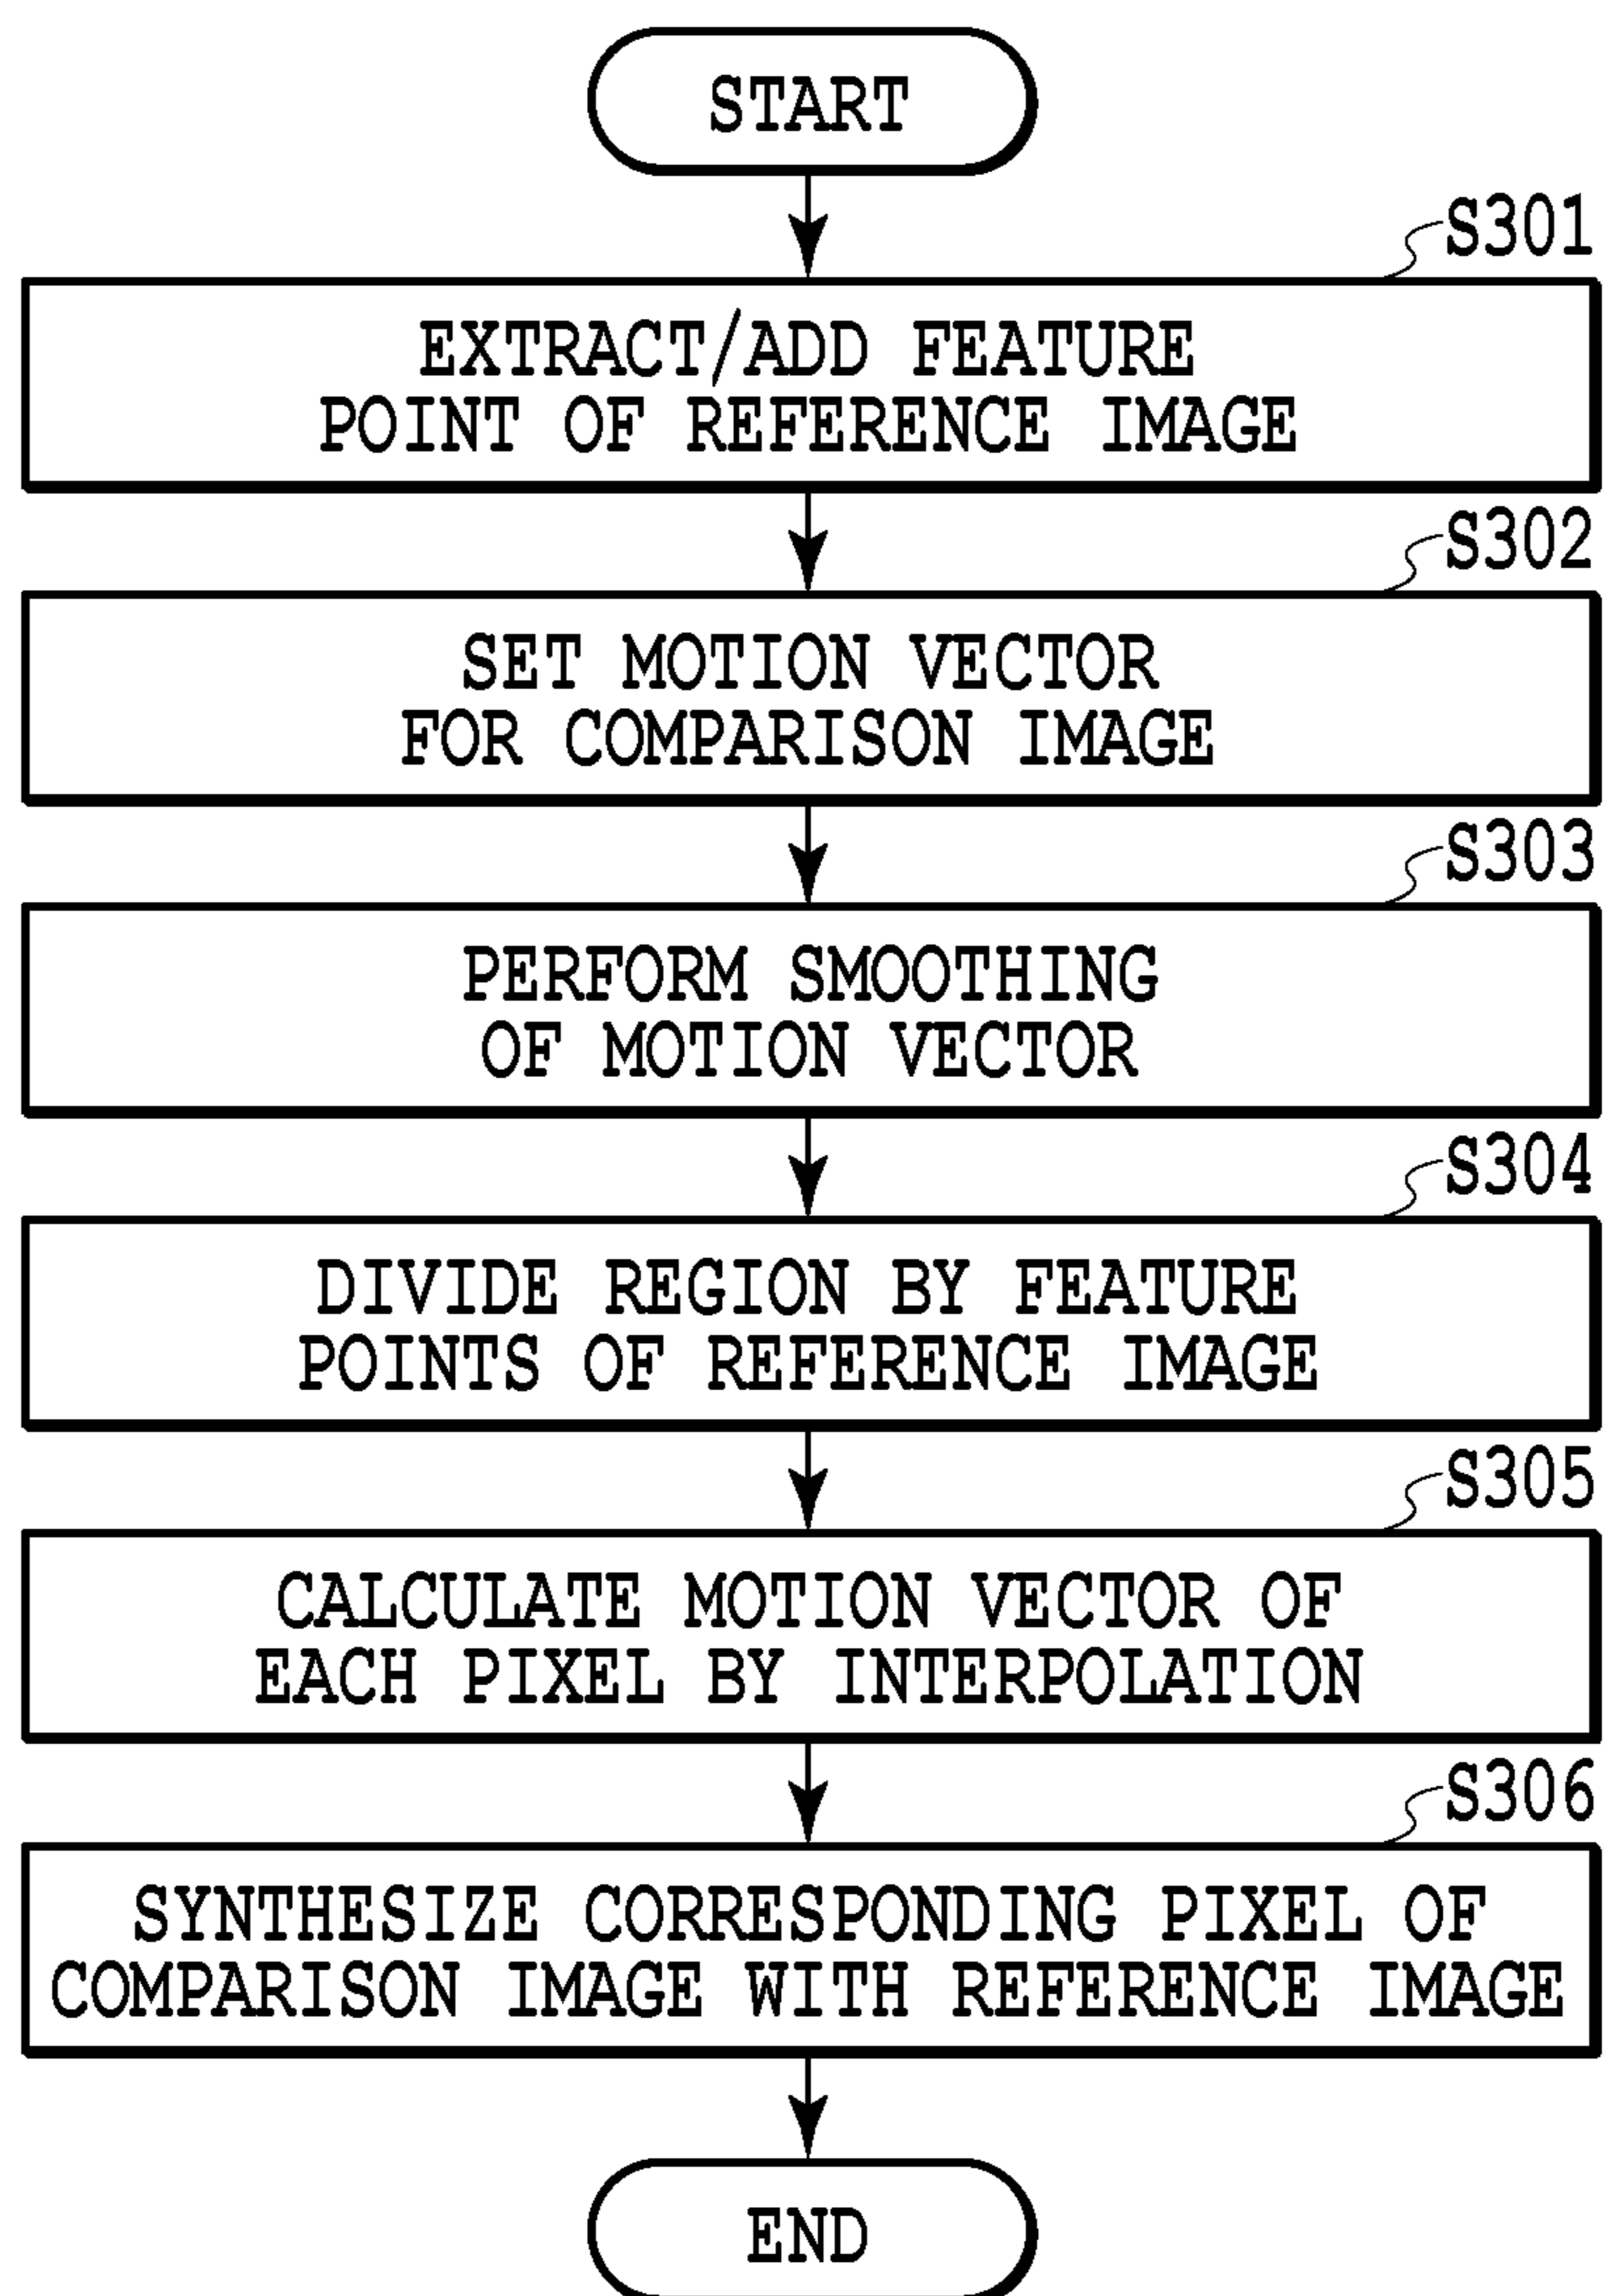 START
S301
EXTRACT/ADD FEATURE
POINT OF REFERENCE IMAGE
S302
SET MOTION VECTOR
FOR COMPARISON IMAGE
S303
PERFORM SMOOTHING
OF MOTION VECTOR
S304
DIVIDE REGION BY FEATURE
POINTS OF REFERENCE IMAGE
S305
CALCULATE MOTION VECTOR OF
EACH PIXEL BY INTERPOLATION
S306
SYNTHESIZE CORRESPONDING PIXEL OF
COMPARISON IMAGE WITH REFERENCE IMAGE
END